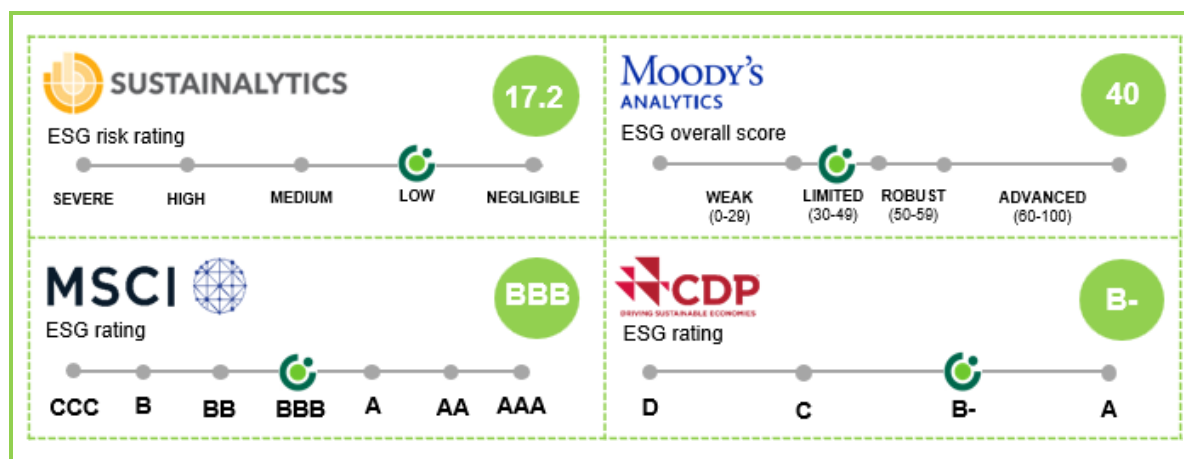 SUSTAINALYTICS
17.2
ESG risk rating
SEVERE
HIGH
MEDIUM
LOW
NEGLIGIBLE
MOODY'S
ANALYTICS
40
ESG overall score
WEAK
(0-29)
LIMITED
(30-49)
ROBUST
(50-59)
ADVANCED
(60-100)
MSCI
BBB
ESG rating
CCC
B
BB
BBB
A
AA
AAA
CDP
DRIVING SUSTAINABLE ECONOMIES
B-
ESG rating
D
C
B-
A